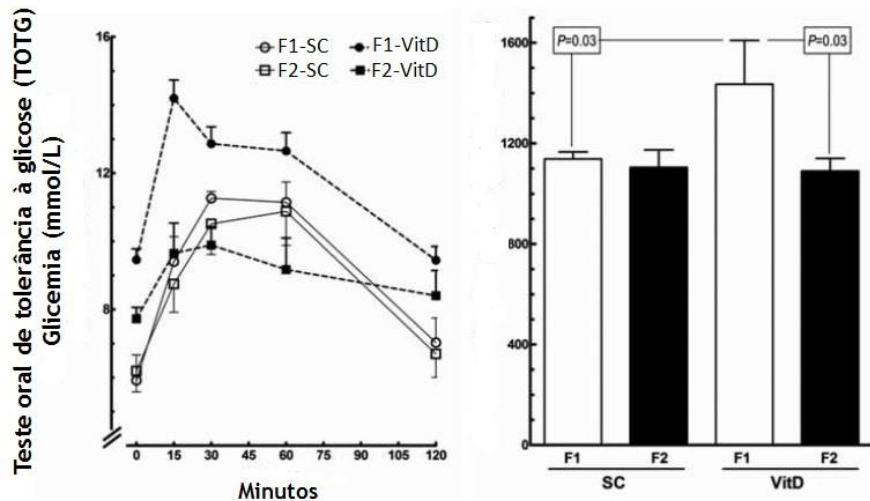 Teste oral de tolerância à glicose (TOTG)
Glicemia (mmol/L)
16
12
8
F1-SC F1-VitD
F2-SC F2-VitD
0 15 30 45 60 75 90 105 120
Minutos
1600
1200
800
400
0
P=0.03 P=0.03
F1 F2 F1 F2
SC VitD